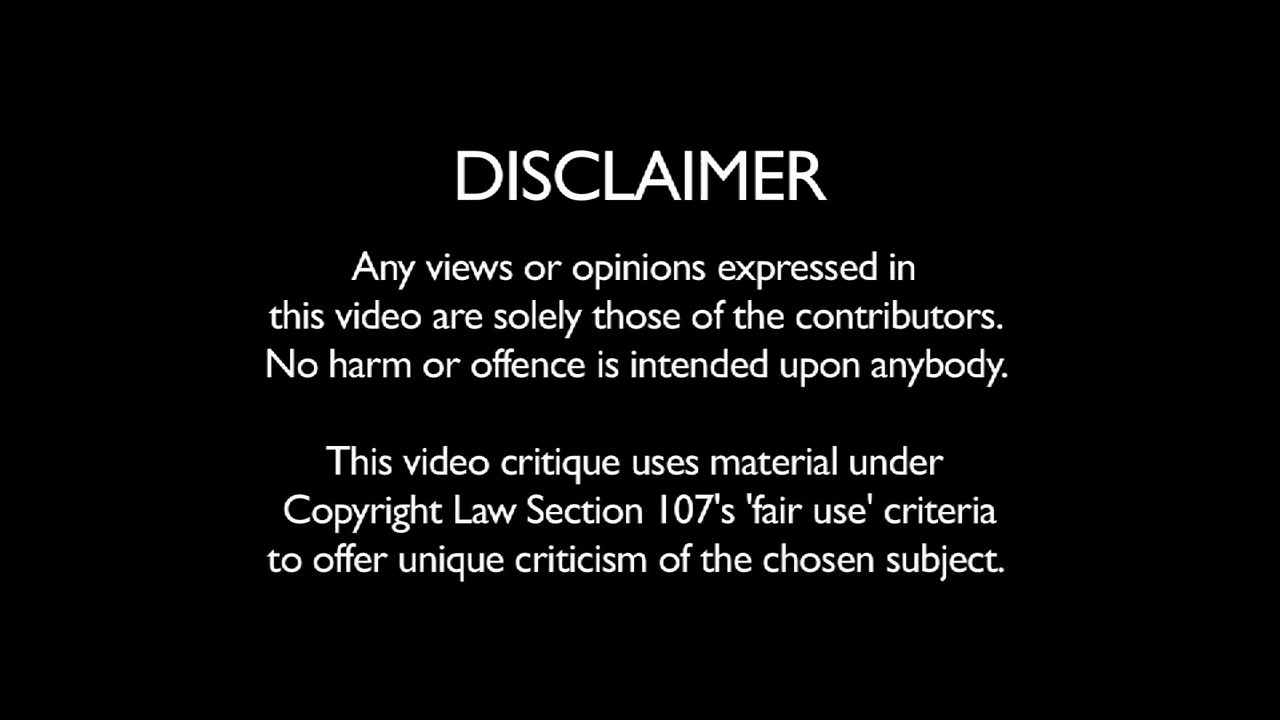 DISCLAIMER
Any views or opinions expressed in
this video are solely those of the contributors.
No harm or offence is intended upon anybody.
This video critique uses material under
Copyright Law Section 107's 'fair use' criteria
to offer unique criticism of the chosen subject.